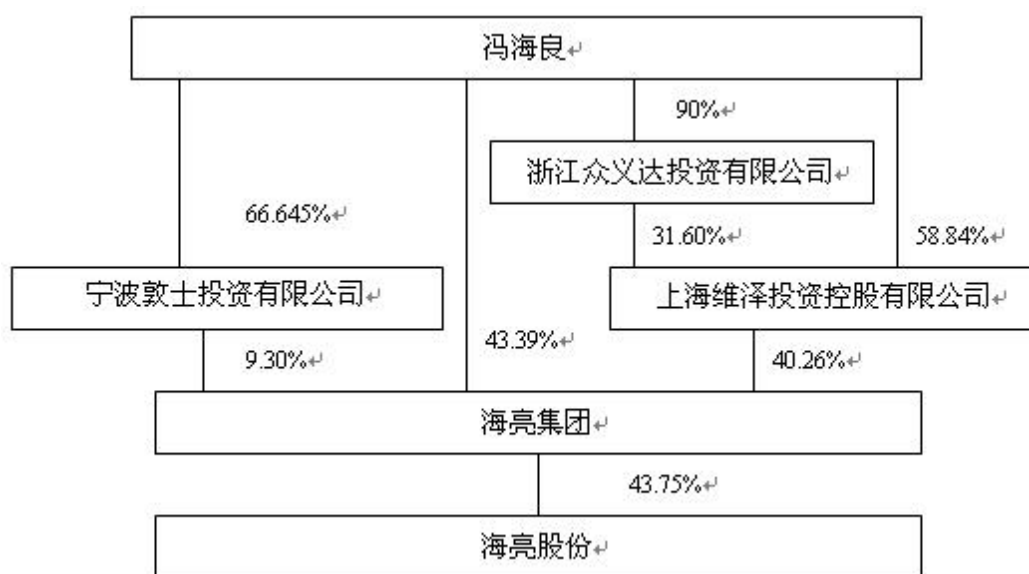 冯海良
90%
浙江众义达投资有限公司
66.645%
31.60%
58.84%
宁波敦士投资有限公司
上海维泽投资控股有限公司
9.30%
43.39%
40.26%
海亮集团
43.75%
海亮股份